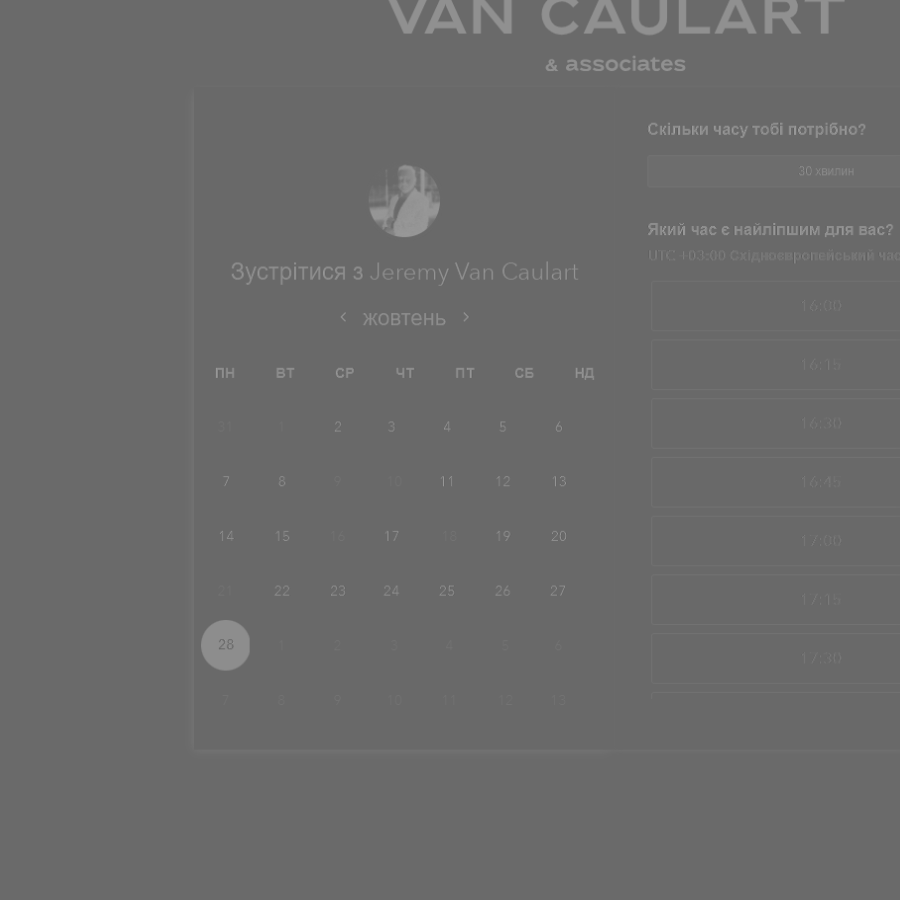 VAN CAULART
& associates
Зустрітися з Jeremy Van Caulart
жовтень
ПН ВТ СР ЧТ ПТ СБ НД
31 1 2 3 4 5 6
7 8 9 10 11 12 13
14 15 16 17 18 19 20
21 22 23 24 25 26 27
28 1 2 3 4 5 6
7 8 9 10 11 12 13
Скільки часу тобі потрібно?
30 хвилин
Який час є найліпшим для вас?
UTC +03:00 Східноєвропейський
16:00
16:15
16:30
16:45
17:00
17:15
17:30